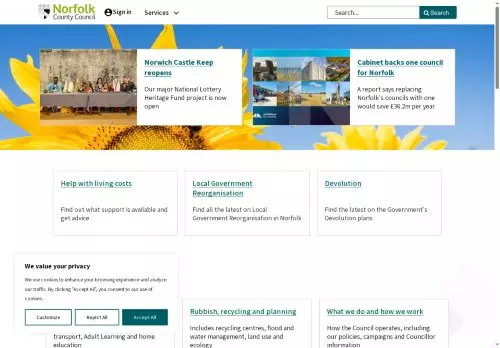 Norfolk
County Council
Sign in
Services
Search...
Search
Norwich Castle Keep
reopens
Our major National Lottery
Heritage Fund project is now
open
Cabinet backs one council
for Norfolk
A report says replacing
Norfolk's councils with one
would save £36.2m per year
Help with living costs
Find out what support is available and
get advice
Local Government
Reorganisation
Find all the latest on Local
Government Reorganisation in Norfolk
Devolution
Find the latest on the Government's
Devolution plans
We value your privacy
We use cookies to enhance your browsing experience and analyze
our traffic. By clicking "Accept All", you consent to our use of
cookies.
Customize
Reject All
Accept All
transport, Adult Learning and home
education
Rubbish, recycling and planning
Includes recycling centres, flood and
water management, land use and
ecology
What we do and how we work
How the Council operates, including
our policies, campaigns and Councillor
information